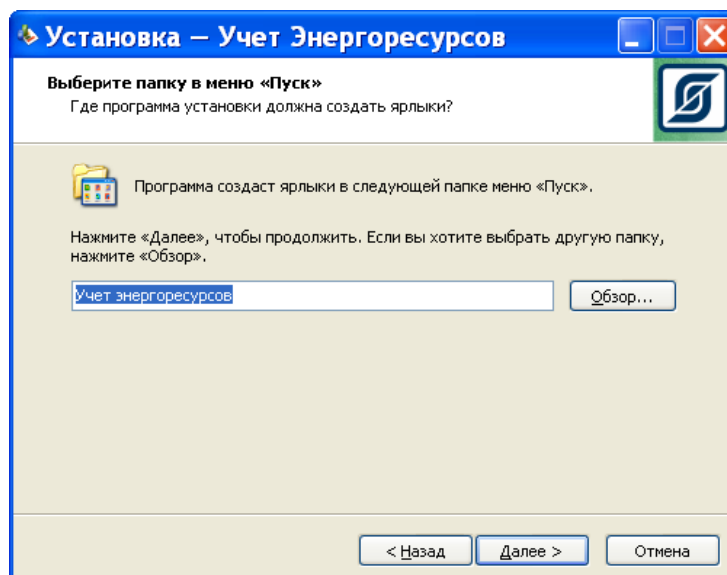 Установка — Учет Энергоресурсов
Выберите папку в меню «Пуск»
Где программа установки должна создать ярлыки?
Программа создаст ярлыки в следующей папке меню «Пуск».
Нажмите «Далее», чтобы продолжить. Если вы хотите выбрать другую папку,
нажмите «Обзор».
Учет энергоресурсов
Обзор...
< Назад
Далее >
Отмена